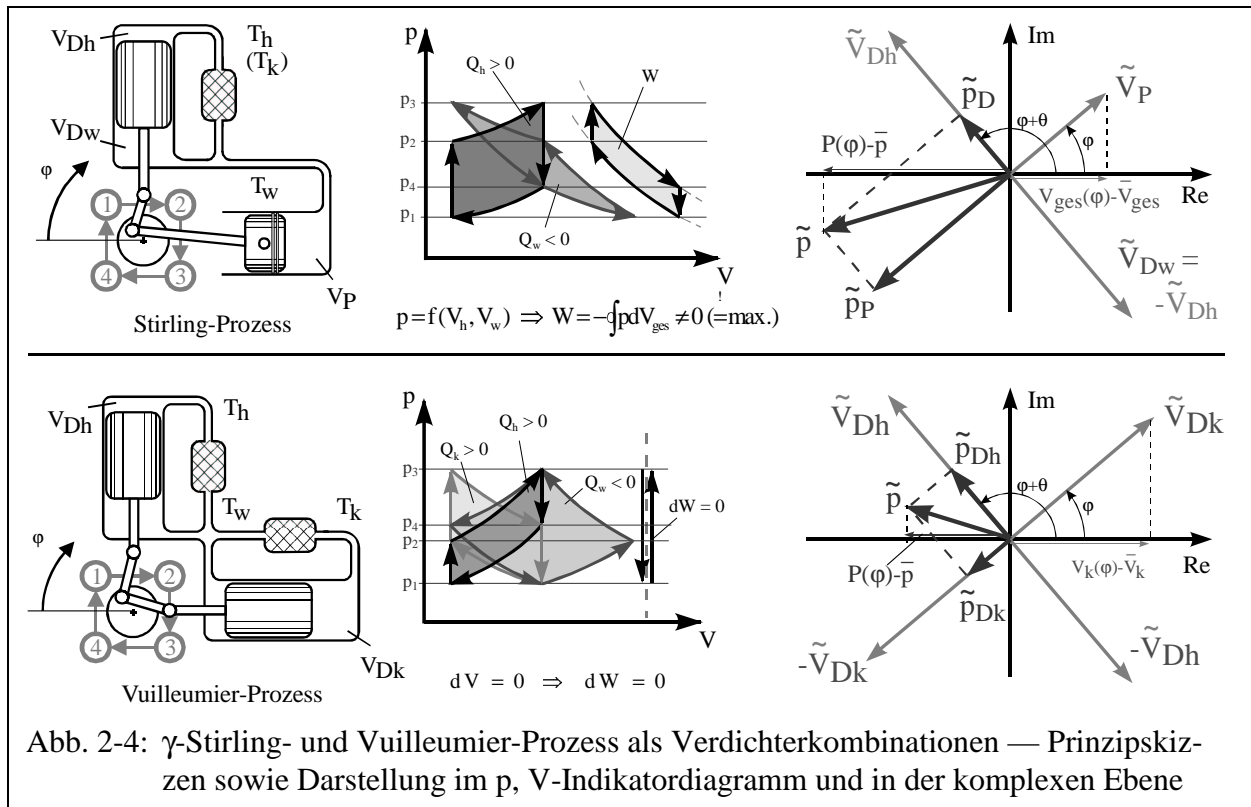 V_Dh
T_h
(T_k)
V_Dw
φ
T_w
1
2
4
3
V_P
Stirling-Prozess
p
Q_h > 0
W
p_3
p_2
p_4
p_1
Q_w < 0
V
p = f (V_h, V_w) ⇒ W = -∮pdV_ges ≠ 0 (=! max.)
Im
Ṽ_Dh
p̃_D
Ṽ_P
φ+θ
φ
P(φ)-p̄
V_ges(φ)-V̄_ges
Re
p̃
p̃_P
Ṽ_Dw =
-Ṽ_Dh
V_Dh
T_h
T_w
T_k
φ
1
2
4
3
V_Dk
Vuilleumier-Prozess
p
Q_h > 0
Q_k > 0
Q_w < 0
p_3
p_4
p_2
p_1
dW = 0
V
dV = 0 ⇒ dW = 0
Im
Ṽ_Dh
Ṽ_Dk
p̃_Dh
p̃
φ+θ
φ
P(φ)-p̄
V_k(φ)-V̄_k
Re
p̃_Dk
-Ṽ_Dk
-Ṽ_Dh
Abb. 2-4: γ-Stirling- und Vuilleumier-Prozess als Verdichterkombinationen — Prinzipskiz-
zen sowie Darstellung im p, V-Indikatordiagramm und in der komplexen Ebene